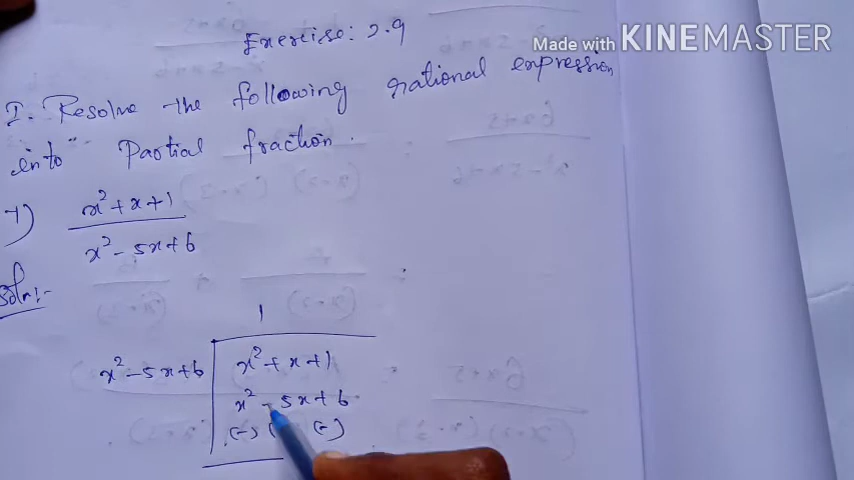 Exercise: 2.9
Made with KINEMASTER
I. Resolve the following rational expression
into Partial fraction.
7) x² + x + 1
x² - 5x + 6
Soln:-
1
x² - 5x + 6 x² + x + 1
x² - 5x + 6
(-) ( (-)